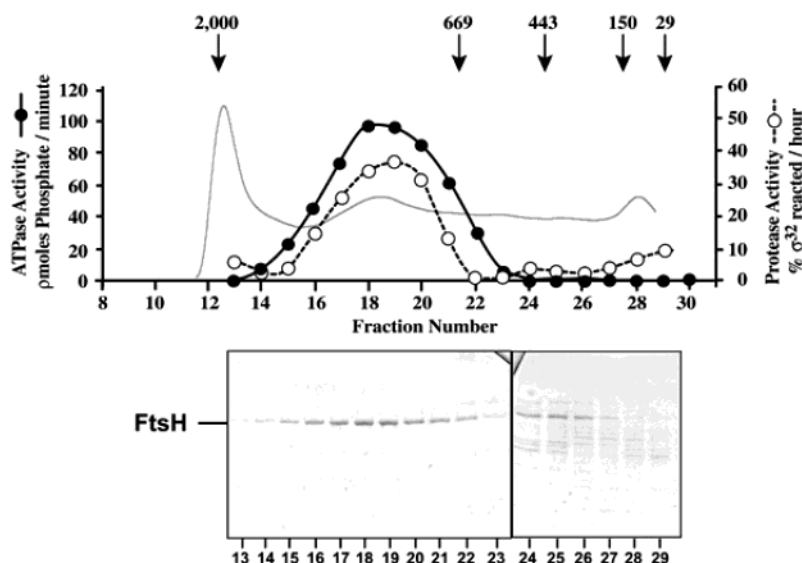 2,000 669 443 150 29
ATPase Activity
ρmoles Phosphate / minute
120
100
80
60
40
20
0
60
50
40
30
20
10
0
Protease Activity
% σ³² reacted / hour
8 10 12 14 16 18 20 22 24 26 28 30
Fraction Number
FtsH
13 14 15 16 17 18 19 20 21 22 23 24 25 26 27 28 29